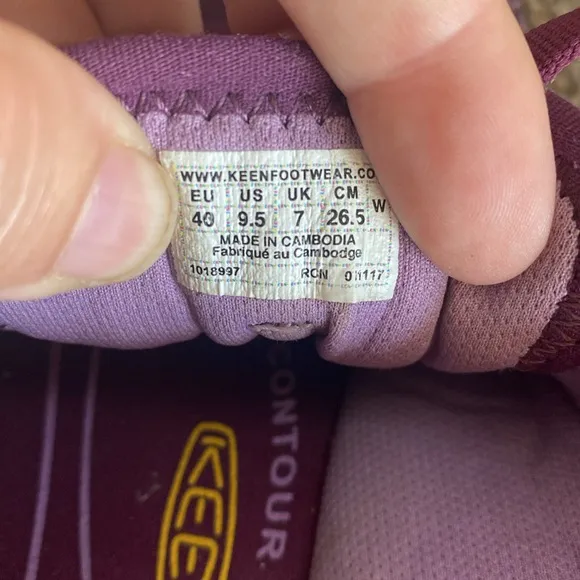 WWW.KEENFOOTWEAR.CO
EU US UK CM
40 9.5 7 26.5 W
MADE IN CAMBODIA
Fabriqué au Cambodge
1018997 RCN
CONTOUR.
KEE